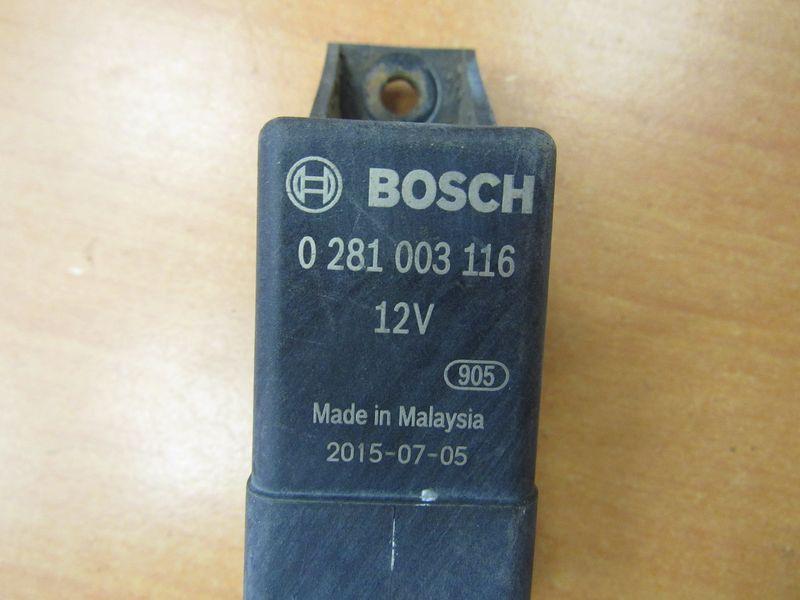 BOSCH
0 281 003 116
12V
905
Made in Malaysia
2015-07-05